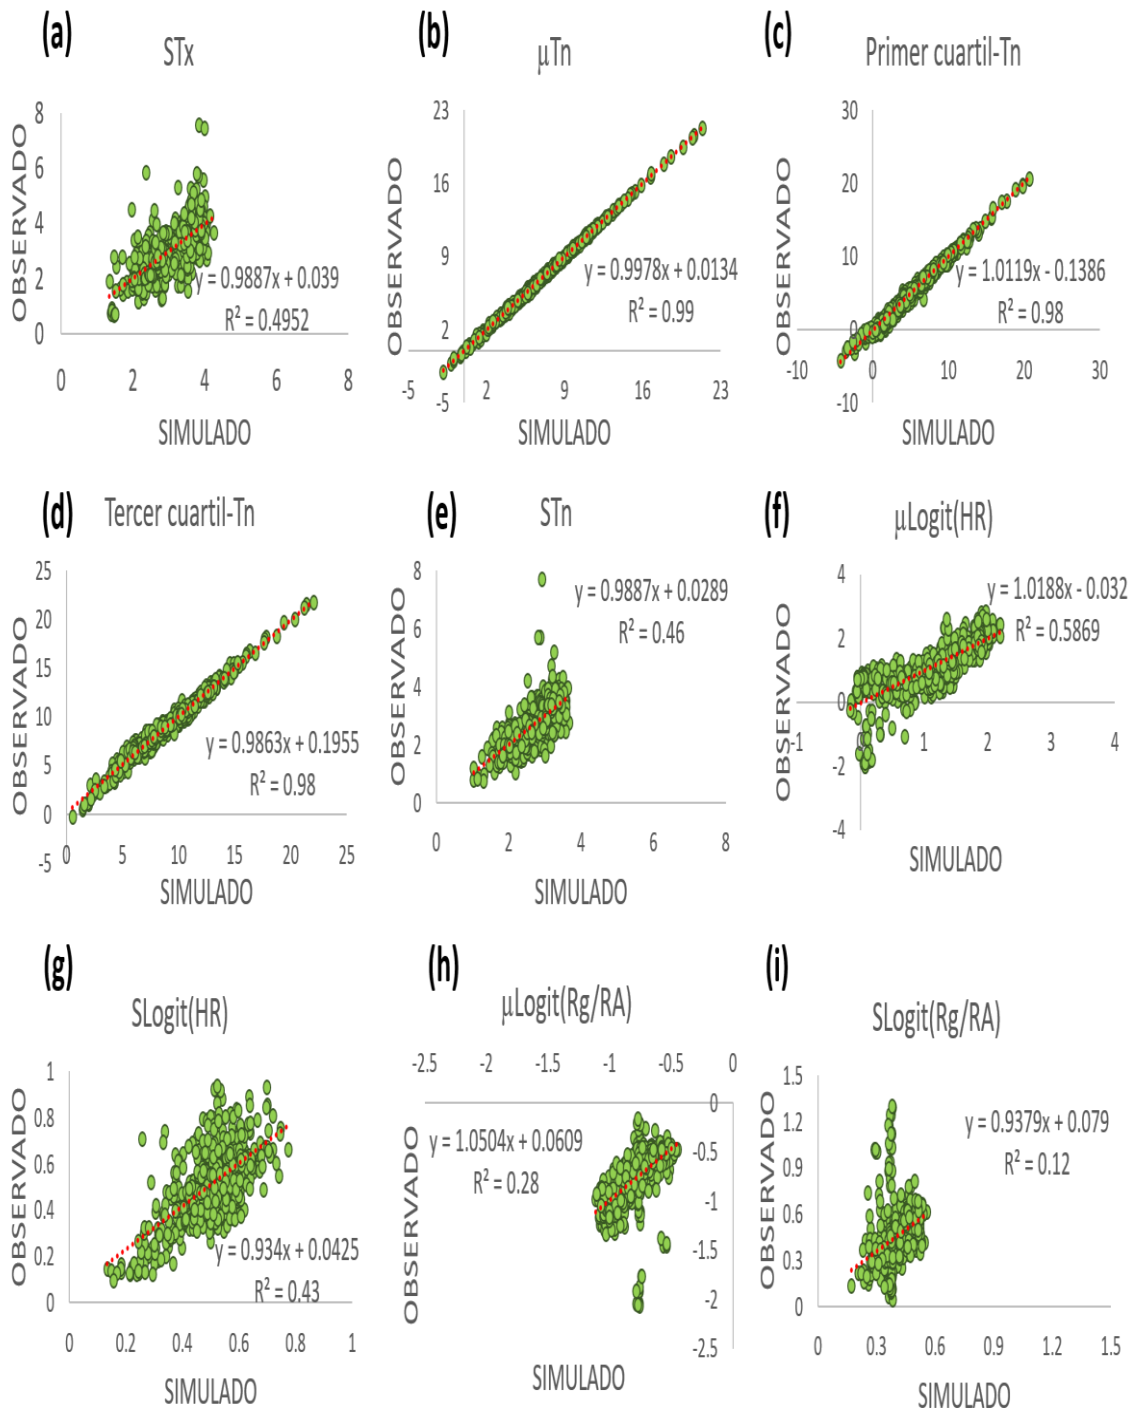 (a)
STx
8
6
4
2
0
0 2 4 6 8
OBSERVADO
y = 0.9887x + 0.039
R² = 0.4952
SIMULADO
(b)
μTn
23
16
9
2
-5
-5 2 9 16 23
OBSERVADO
y = 0.9978x + 0.0134
R² = 0.99
SIMULADO
(c)
Primer cuartil-Tn
30
20
10
0
-10
-10 0 10 20 30
OBSERVADO
y = 1.0119x - 0.1386
R² = 0.98
SIMULADO
(d)
Tercer cuartil-Tn
25
20
15
10
5
0
-5
0 5 10 15 20 25
OBSERVADO
y = 0.9863x + 0.1955
R² = 0.98
SIMULADO
(e)
STn
8
6
4
2
0
0 2 4 6 8
OBSERVADO
y = 0.9887x + 0.0289
R² = 0.46
SIMULADO
(f)
μLogit(HR)
4
2
0
-2
-4
-1 0 1 2 3 4
OBSERVADO
y = 1.0188x - 0.032
R² = 0.5869
SIMULADO
(g)
SLogit(HR)
1
0.8
0.6
0.4
0.2
0
0 0.2 0.4 0.6 0.8 1
OBSERVADO
y = 0.934x + 0.0425
R² = 0.43
SIMULADO
(h)
μLogit(Rg/RA)
-2.5 -2 -1.5 -1 -0.5 0
0
-0.5
-1
-1.5
-2
-2.5
OBSERVADO
y = 1.0504x + 0.0609
R² = 0.28
SIMULADO
(i)
SLogit(Rg/RA)
1.5
1.2
0.9
0.6
0.3
0
0 0.3 0.6 0.9 1.2 1.5
OBSERVADO
y = 0.9379x + 0.079
R² = 0.12
SIMULADO